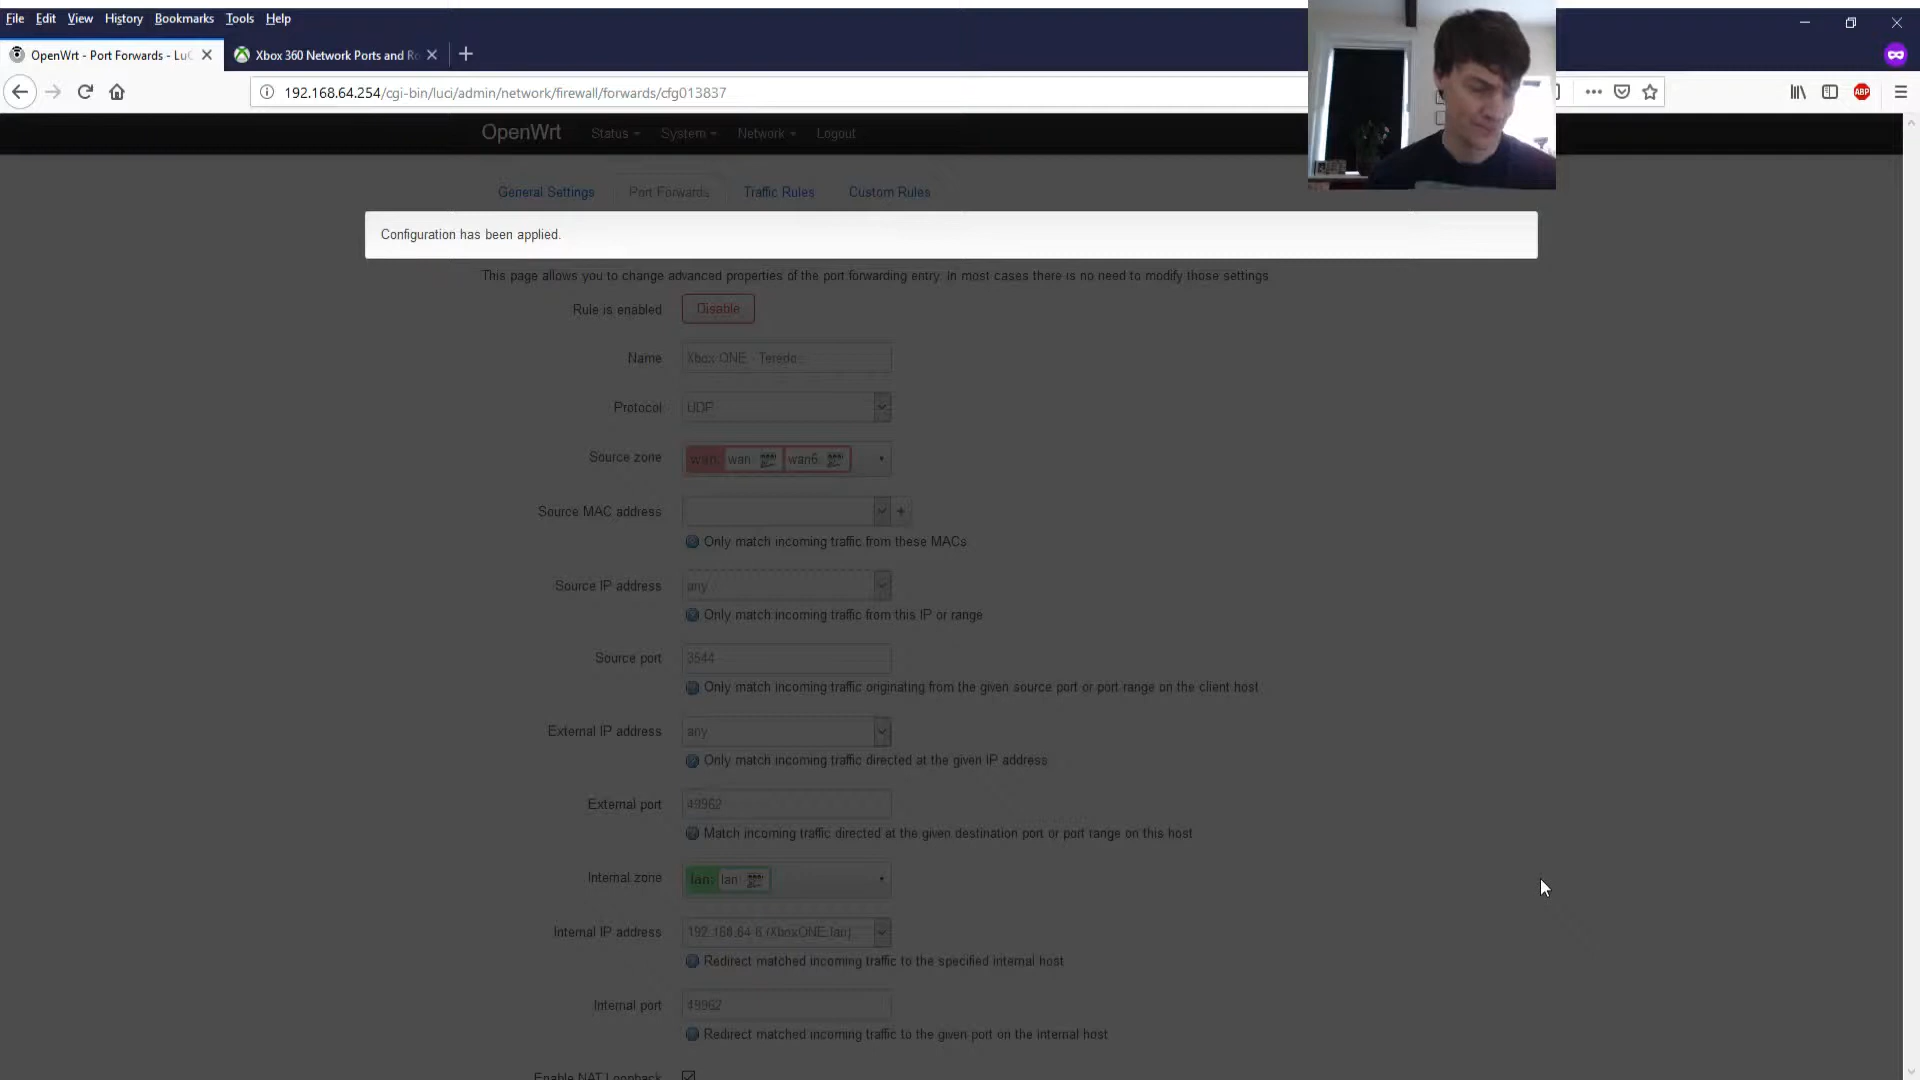 File Edit View History Bookmarks Tools Help
OpenWrt - Port Forwards - LuC
Xbox 360 Network Ports and Ro
192.168.64.254/cgi-bin/luci/admin/network/firewall/forwards/cfg013837
ABP
OpenWrt Status System Network Logout
General Settings Port Forwards Traffic Rules Custom Rules
Configuration has been applied.
This page allows you to change advanced properties of the port forwarding entry. In most cases there is no need to modify those settings.
Rule is enabled Disable
Name Xbox ONE - Teredo
Protocol UDP
Source zone wan: wan: wan6:
Source MAC address
Only match incoming traffic from these MACs.
Source IP address any
Only match incoming traffic from this IP or range.
Source port 3544
Only match incoming traffic originating from the given source port or port range on the client host
External IP address any
Only match incoming traffic directed at the given IP address.
External port 49962
Match incoming traffic directed at the given destination port or port range on this host
Internal zone lan: lan:
Internal IP address 192.168.64.6 (XboxONE.lan)
Redirect matched incoming traffic to the specified internal host
Internal port 49962
Redirect matched incoming traffic to the given port on the internal host
Enable NAT Loopback